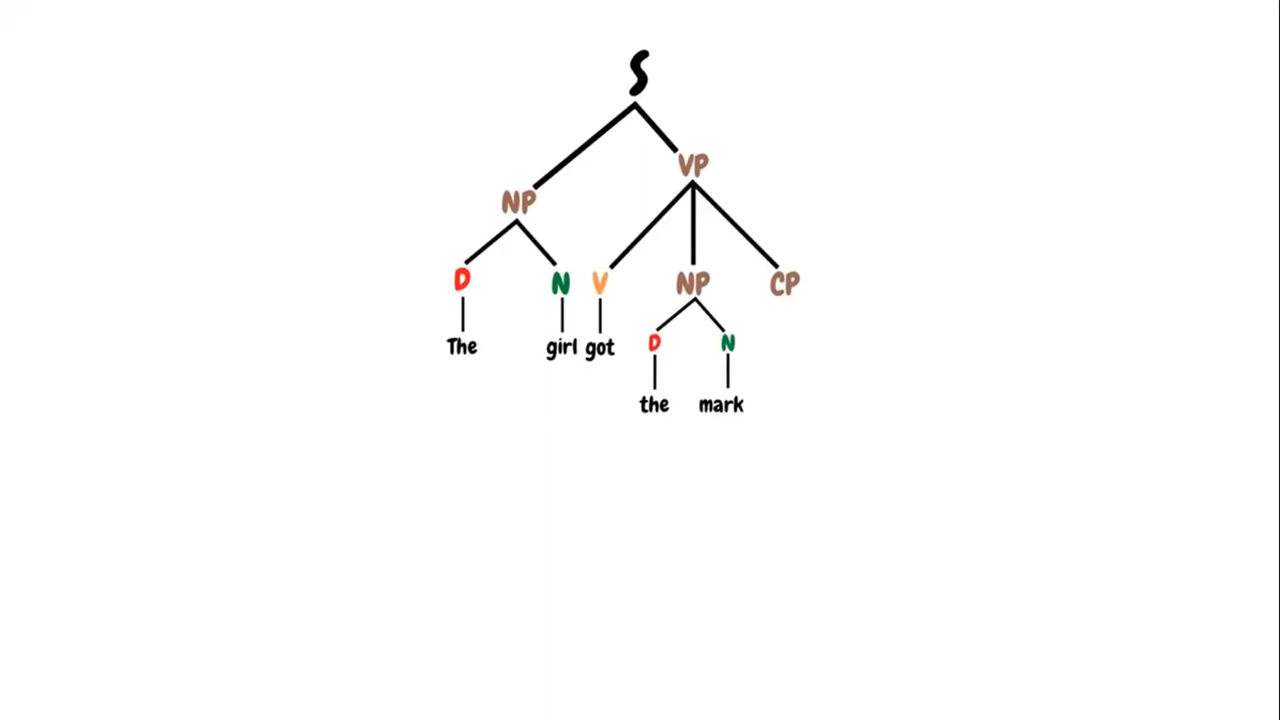 S
VP
NP
D N V NP CP
The girl got D N
the mark